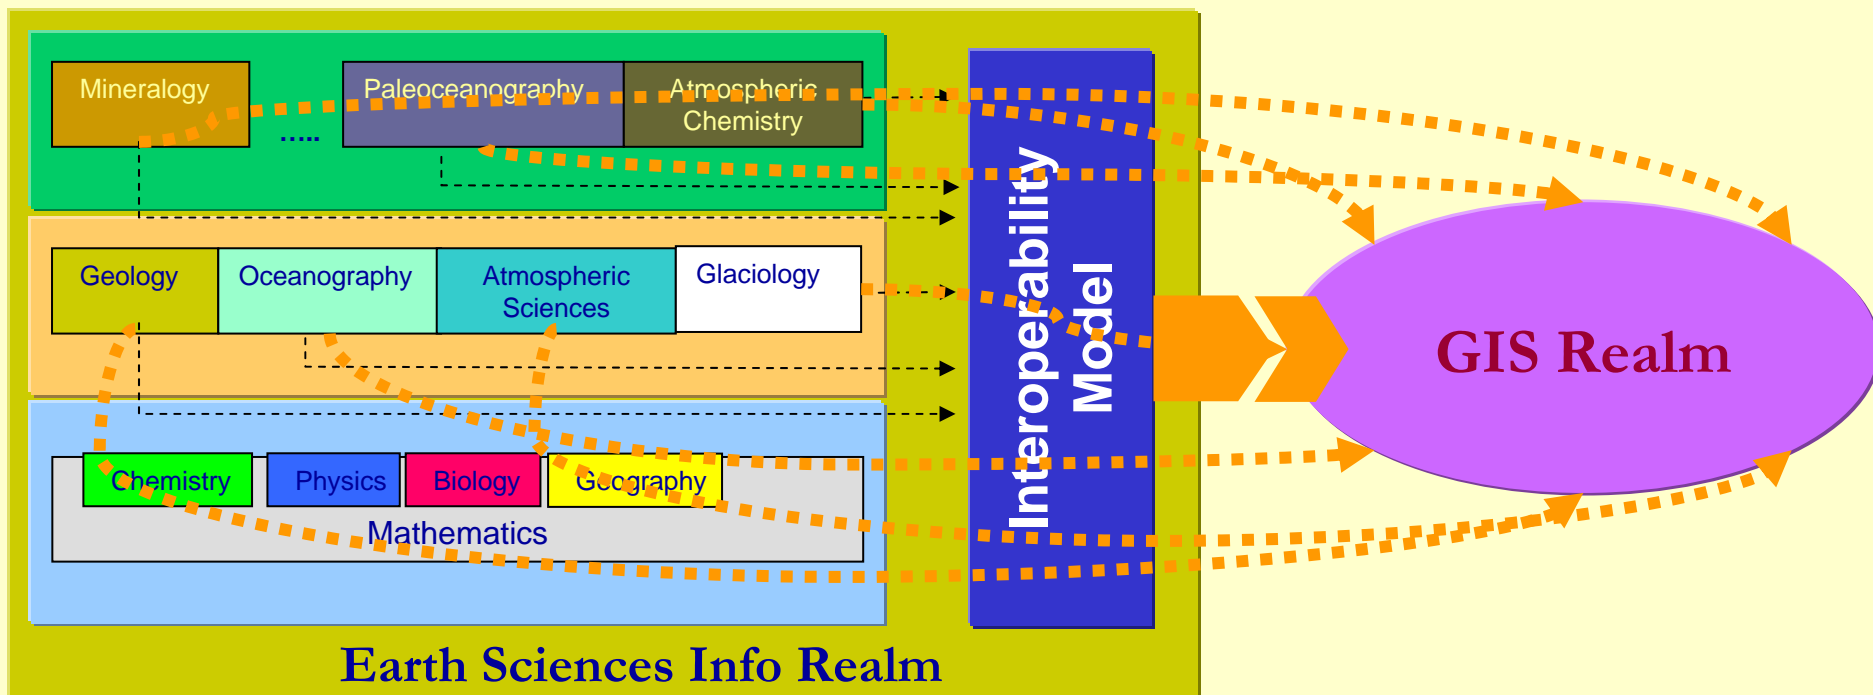 Mineralogy
.....
Paleoceanography
Atmospheric
Chemistry
Geology
Oceanography
Atmospheric
Sciences
Glaciology
Chemistry
Physics
Biology
Geography
Mathematics
Interoperability
Model
GIS Realm
Earth Sciences Info Realm